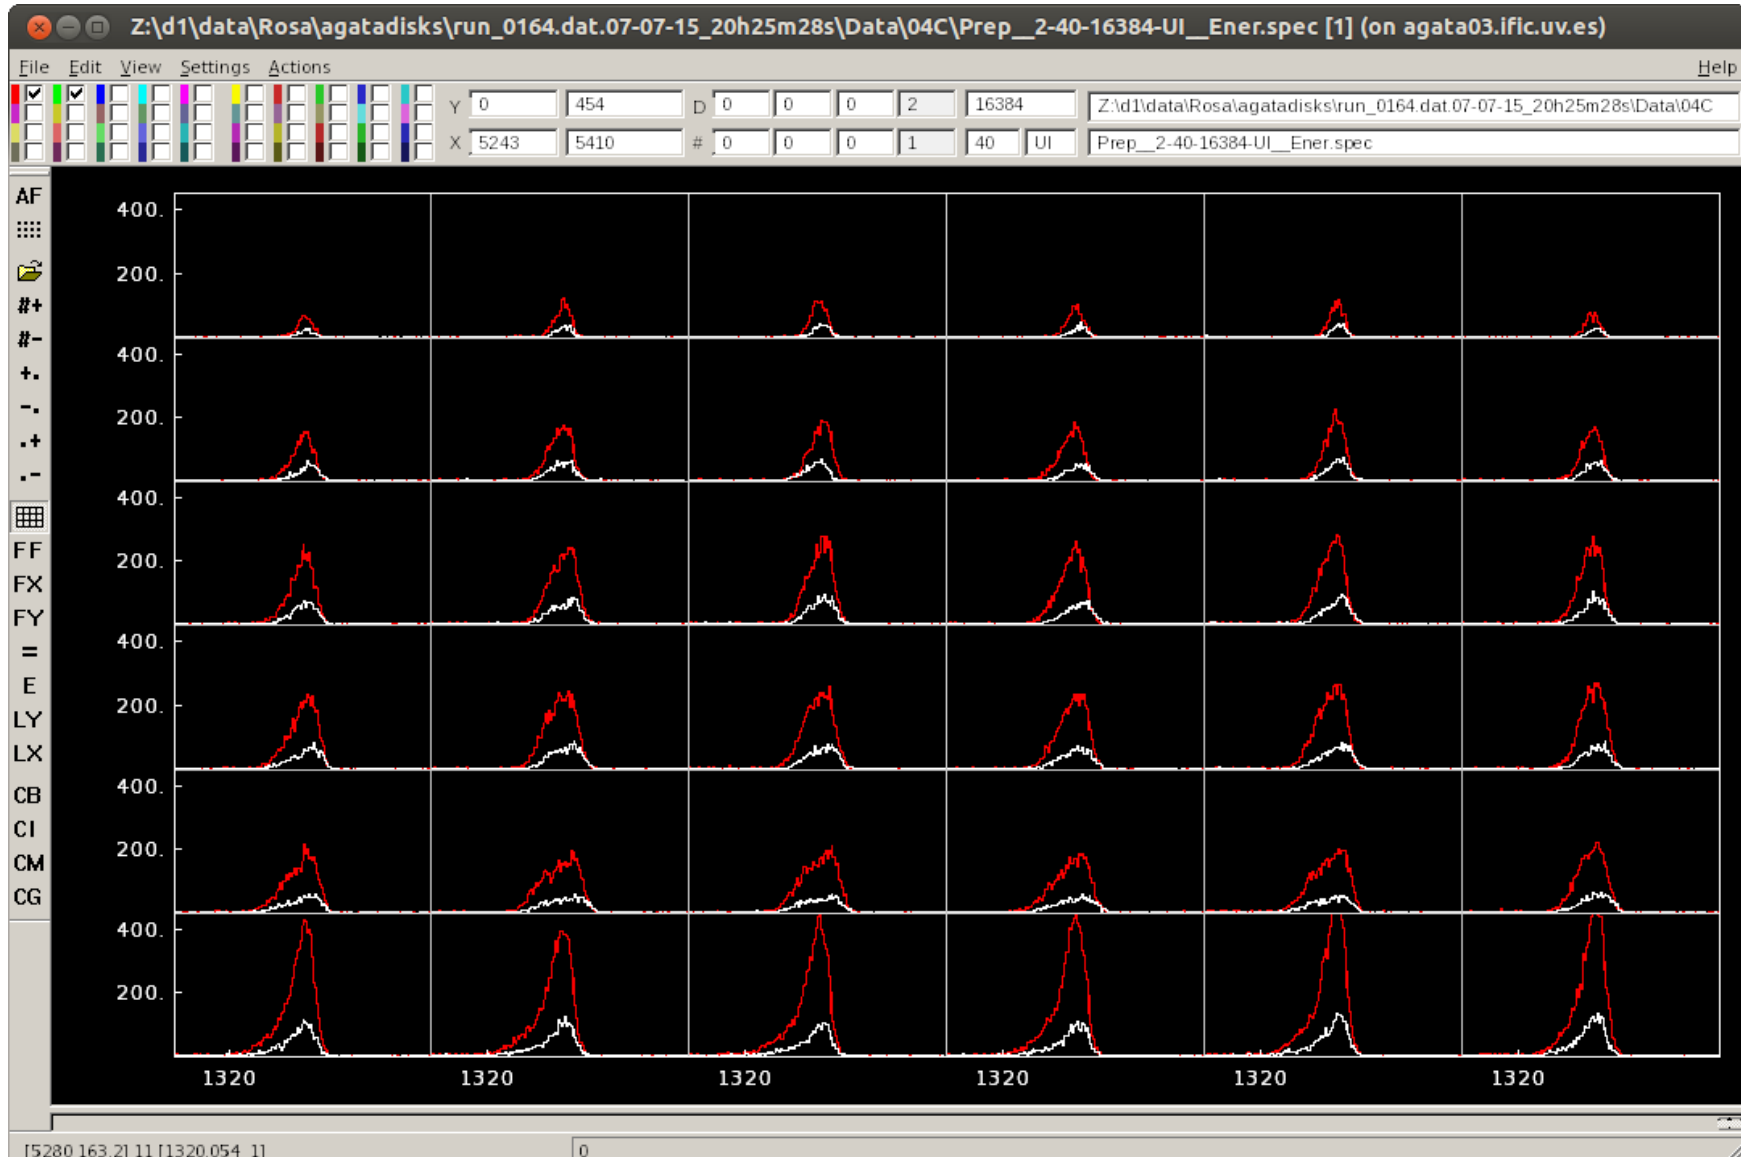 Z:\d1\data\Rosa\agatadisks\run_0164.dat.07-07-15_20h25m28s\Data\04C\Prep__2-40-16384-UI__Ener.spec [1] (on agata03.ific.uv.es)
File Edit View Settings Actions Help
Y 0 454 D 0 0 0 2 16384 Z:\d1\data\Rosa\agatadisks\run_0164.dat.07-07-15_20h25m28s\Data\04C
X 5243 5410 # 0 0 0 1 40 UI Prep__2-40-16384-UI__Ener.spec
AF
#+
#-
+.
-.
.+
.-
FF
FX
FY
=
E
LY
LX
CB
CI
CM
CG
400.
200.
400.
200.
400.
200.
400.
200.
400.
200.
400.
200.
1320 1320 1320 1320 1320 1320
[5280 163.2] 11 [1320.054 1] 0